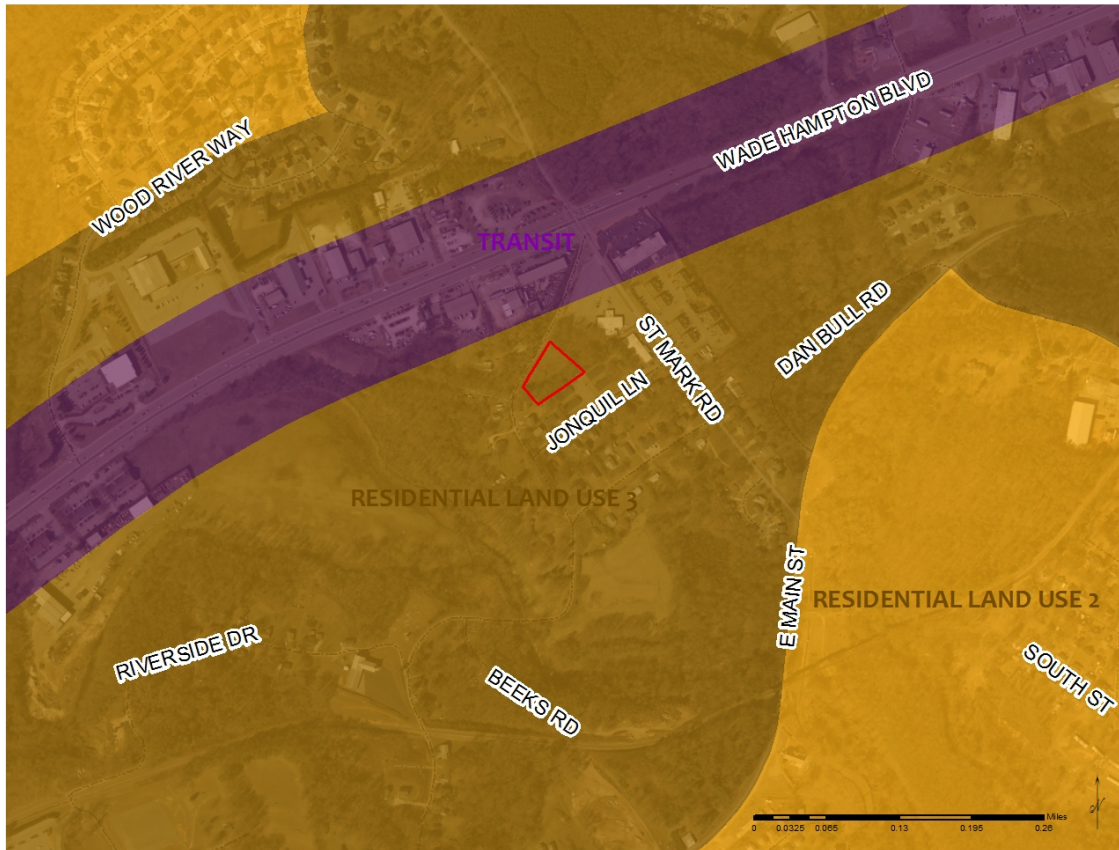 WOOD RIVER WAY
WADE HAMPTON BLVD
TRANSIT
ST MARK RD
DAN BULL RD
JONQUIL LN
RESIDENTIAL LAND USE 3
E MAIN ST
RESIDENTIAL LAND USE 2
RIVERSIDE DR
BEEKS RD
SOUTH ST
N
Miles
0 0.0325 0.065 0.13 0.195 0.26